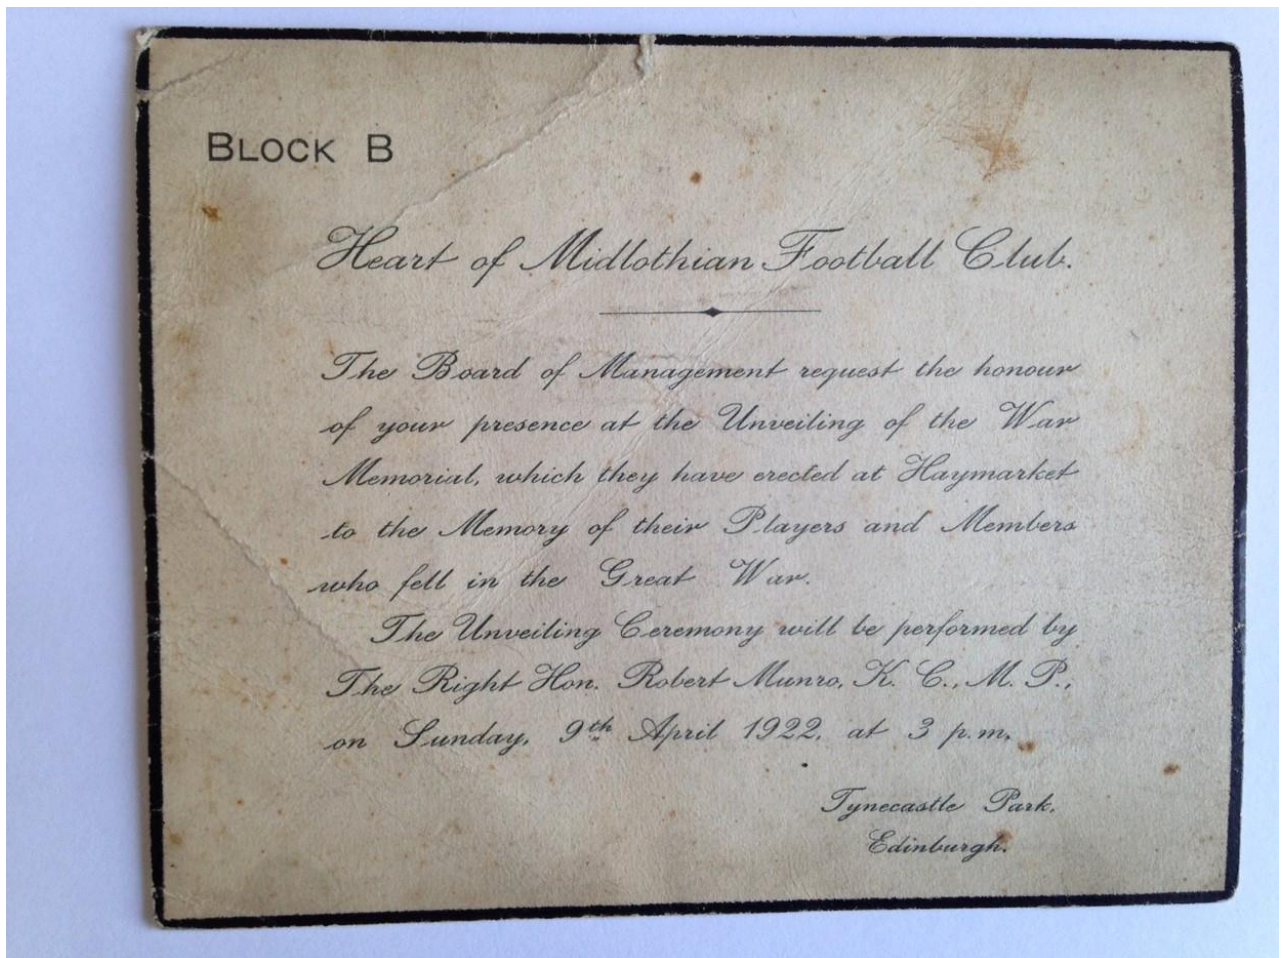 BLOCK B
Heart of Midlothian Football Club.
The Board of Management request the honour
of your presence at the Unveiling of the War
Memorial, which they have erected at Haymarket
to the Memory of their Players and Members
who fell in the Great War.
The Unveiling Ceremony will be performed by
The Right Hon. Robert Munro, K. C., M. P.,
on Sunday, 9th April 1922, at 3 p.m.
Tynecastle Park,
Edinburgh.